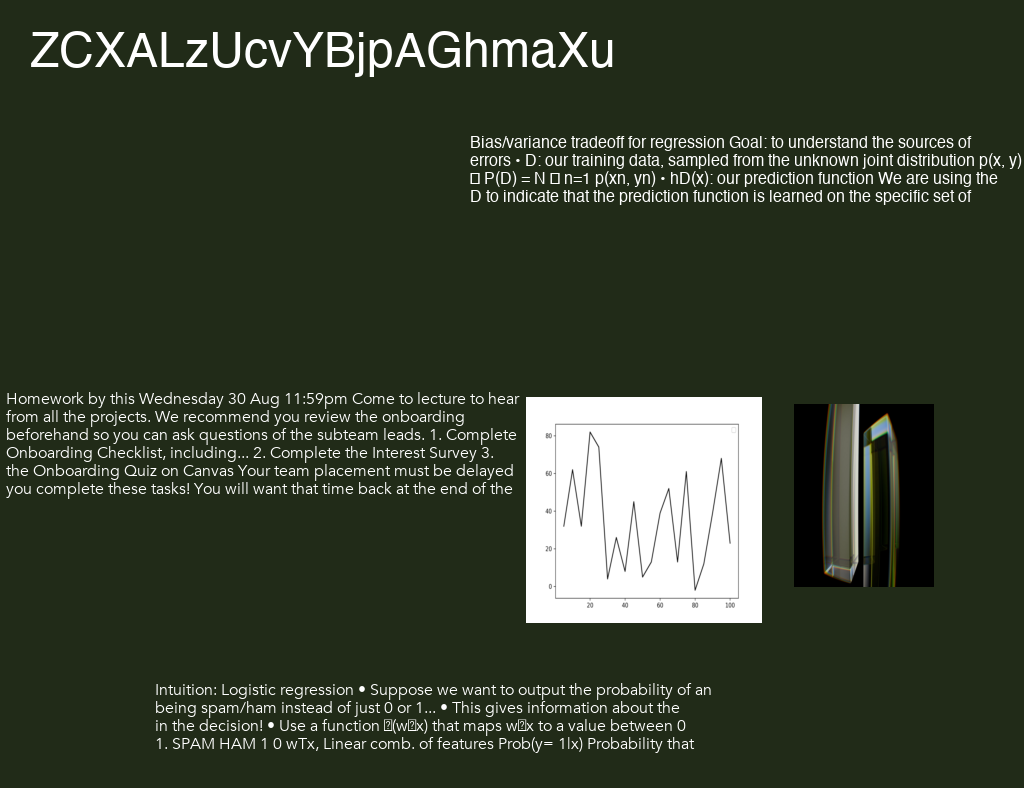 ZCXALzUcvYBjpAGhmaXu
Bias/variance tradeoff for regression Goal: to understand the sources of
errors • D: our training data, sampled from the unknown joint distribution p(x, y)
P(D) = N n=1 p(xn, yn) • hD(x): our prediction function We are using the
D to indicate that the prediction function is learned on the specific set of
Homework by this Wednesday 30 Aug 11:59pm Come to lecture to hear
from all the projects. We recommend you review the onboarding
beforehand so you can ask questions of the subteam leads. 1. Complete
Onboarding Checklist, including... 2. Complete the Interest Survey 3.
the Onboarding Quiz on Canvas Your team placement must be delayed
you complete these tasks! You will want that time back at the end of the
80
60
40
20
0
20 40 60 80 100
Intuition: Logistic regression • Suppose we want to output the probability of an
being spam/ham instead of just 0 or 1... • This gives information about the
in the decision! • Use a function (w x) that maps w x to a value between 0
1. SPAM HAM 1 0 wTx, Linear comb. of features Prob(y= 1|x) Probability that